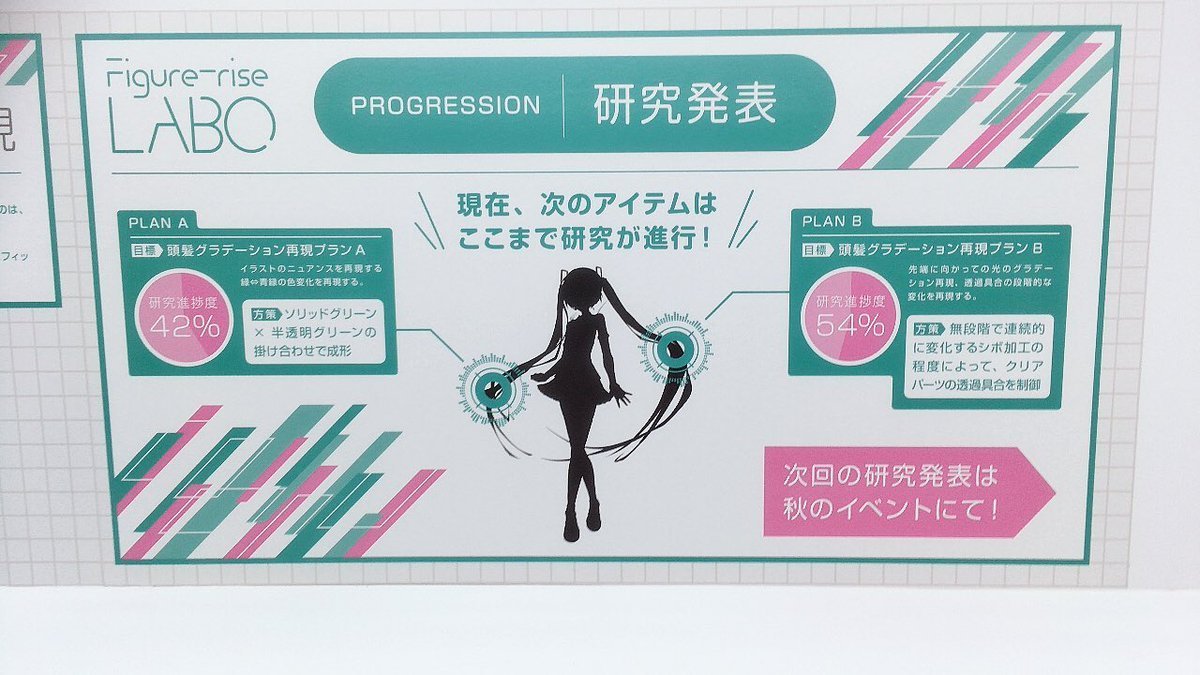 Figure-rise
LABO
PROGRESSION
研究発表
現在、次のアイテムは
ここまで研究が進行！
PLAN A
目標 頭髪グラデーション再現プランA
イラストのニュアンスを再現する
緑⇔青緑の色変化を再現する。
研究進捗度
42%
方策 ソリッドグリーン
× 半透明グリーンの
掛け合わせで成形
PLAN B
目標 頭髪グラデーション再現プランB
先端に向かっての光のグラデー
ション再現、透過具合の段階的な
変化を再現する。
研究進捗度
54%
方策 無段階で連続的
に変化するシボ加工の
程度によって、クリア
パーツの透過具合を制御
次回の研究発表は
秋のイベントにて！
現
のは、
フィッ